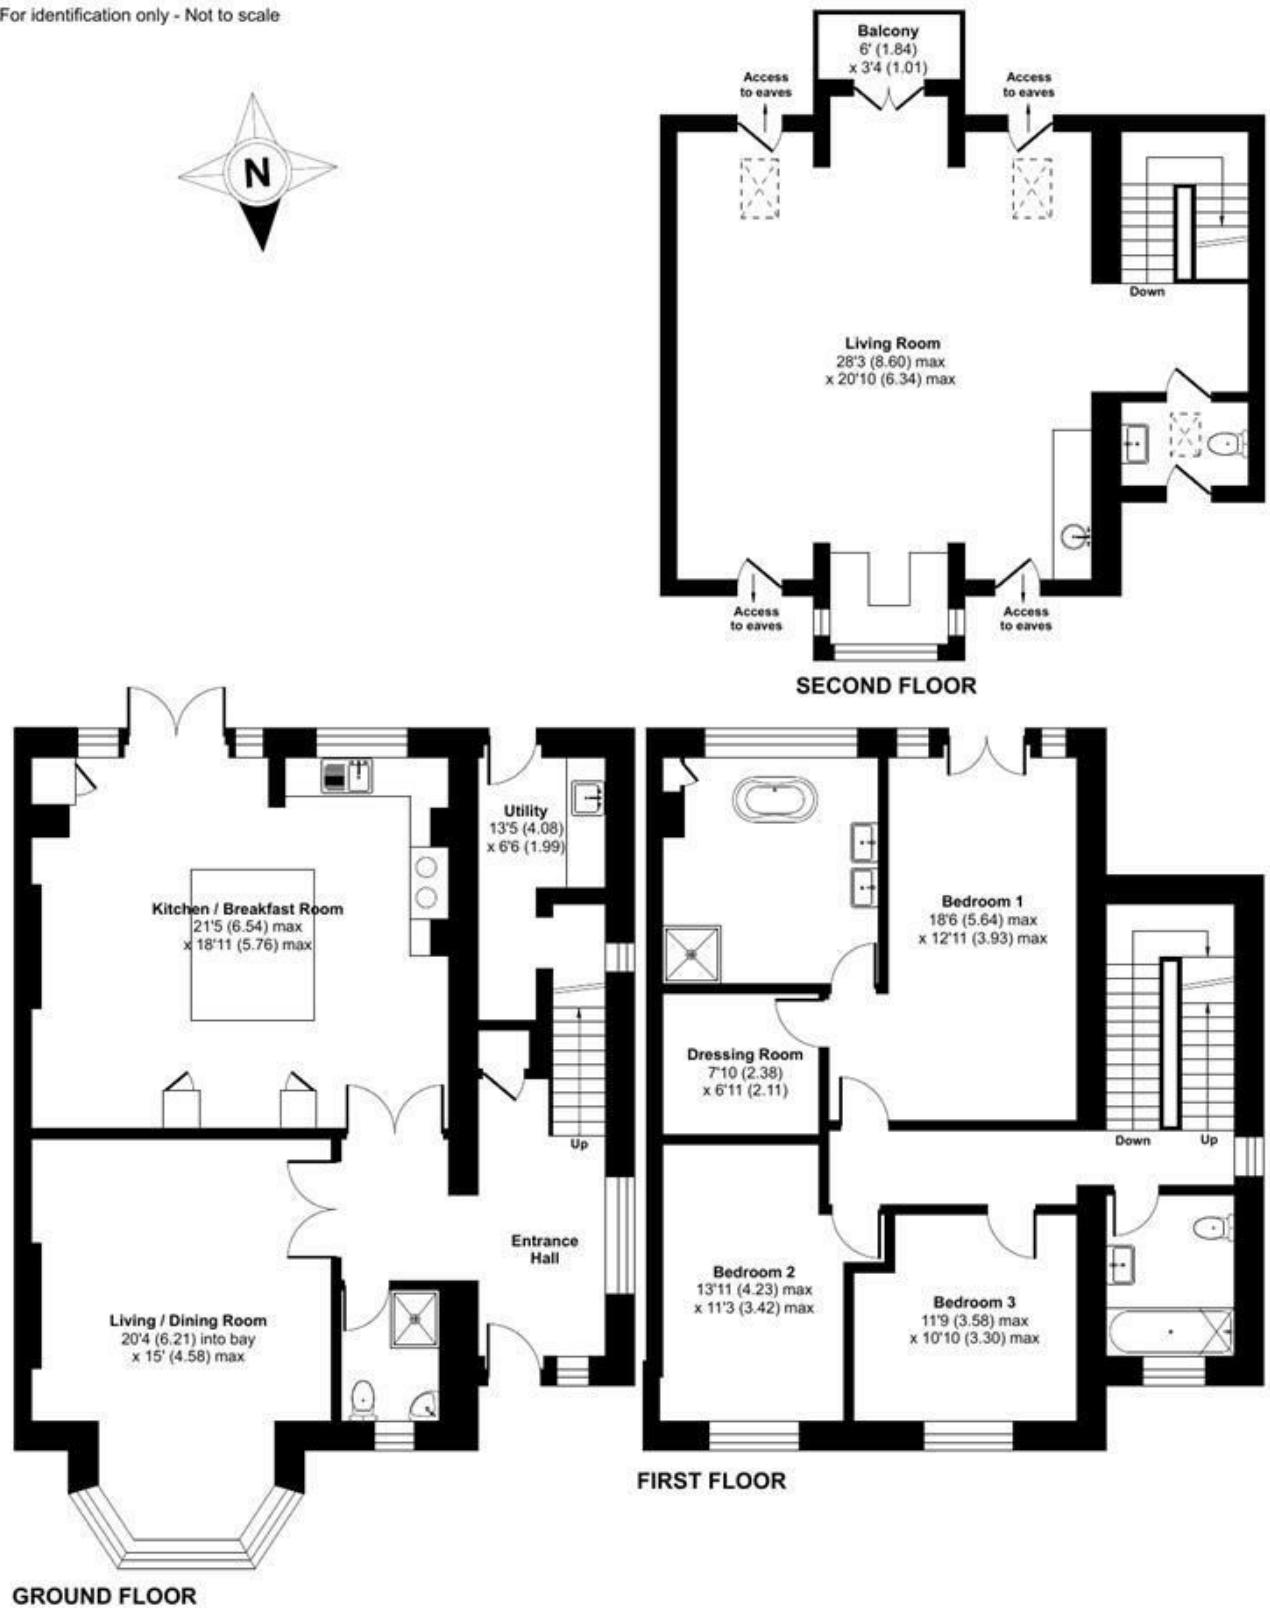 For identification only - Not to scale
N
Balcony
6' (1.84)
x 3'4 (1.01)
Access
to eaves
Access
to eaves
Down
Living Room
28'3 (8.60) max
x 20'10 (6.34) max
Access
to eaves
Access
to eaves
SECOND FLOOR
Utility
13'5 (4.08)
x 6'6 (1.99)
Kitchen / Breakfast Room
21'5 (6.54) max
x 18'11 (5.76) max
Up
Entrance
Hall
Living / Dining Room
20'4 (6.21) into bay
x 15' (4.58) max
GROUND FLOOR
Bedroom 1
18'6 (5.64) max
x 12'11 (3.93) max
Dressing Room
7'10 (2.38)
x 6'11 (2.11)
Down
Up
Bedroom 2
13'11 (4.23) max
x 11'3 (3.42) max
Bedroom 3
11'9 (3.58) max
x 10'10 (3.30) max
FIRST FLOOR